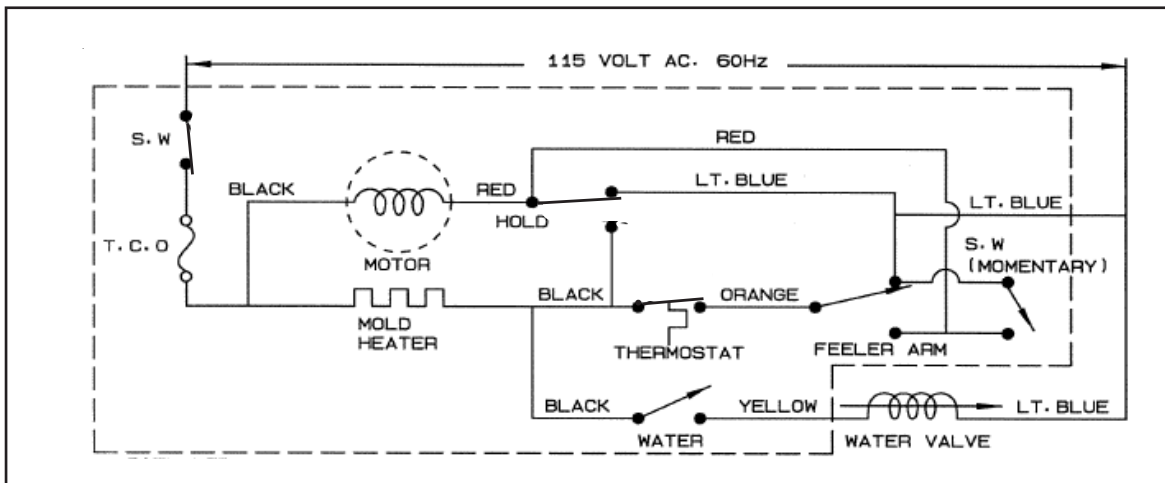 115 VOLT AC. 60Hz
S.W
RED
BLACK
RED
LT.BLUE
LT.BLUE
HOLD
T.C.O
S.W
(MOMENTARY)
MOTOR
BLACK
ORANGE
MOLD
HEATER
THERMOSTAT
FEELER ARM
BLACK
YELLOW
LT.BLUE
WATER
WATER VALVE